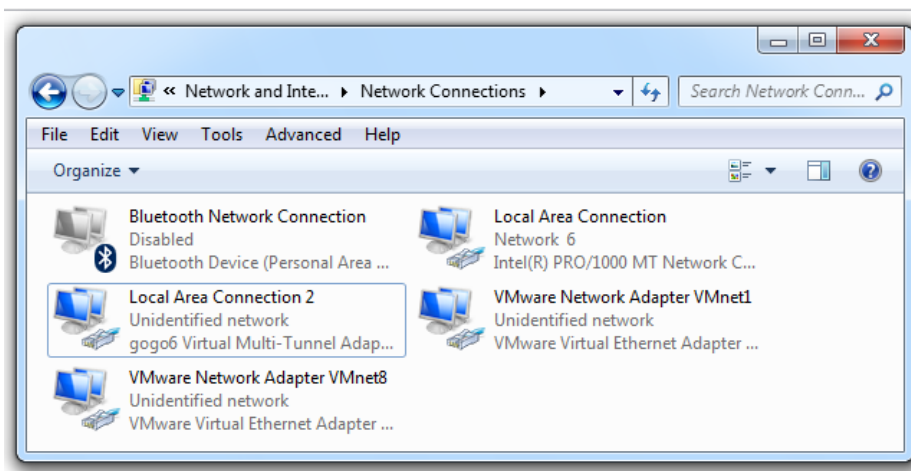 « Network and Inte... ▸ Network Connections ▸
Search Network Conn...
File Edit View Tools Advanced Help
Organize
Bluetooth Network Connection
Disabled
Bluetooth Device (Personal Area ...
Local Area Connection
Network 6
Intel(R) PRO/1000 MT Network C...
Local Area Connection 2
Unidentified network
gogo6 Virtual Multi-Tunnel Adap...
VMware Network Adapter VMnet1
Unidentified network
VMware Virtual Ethernet Adapter ...
VMware Network Adapter VMnet8
Unidentified network
VMware Virtual Ethernet Adapter ...